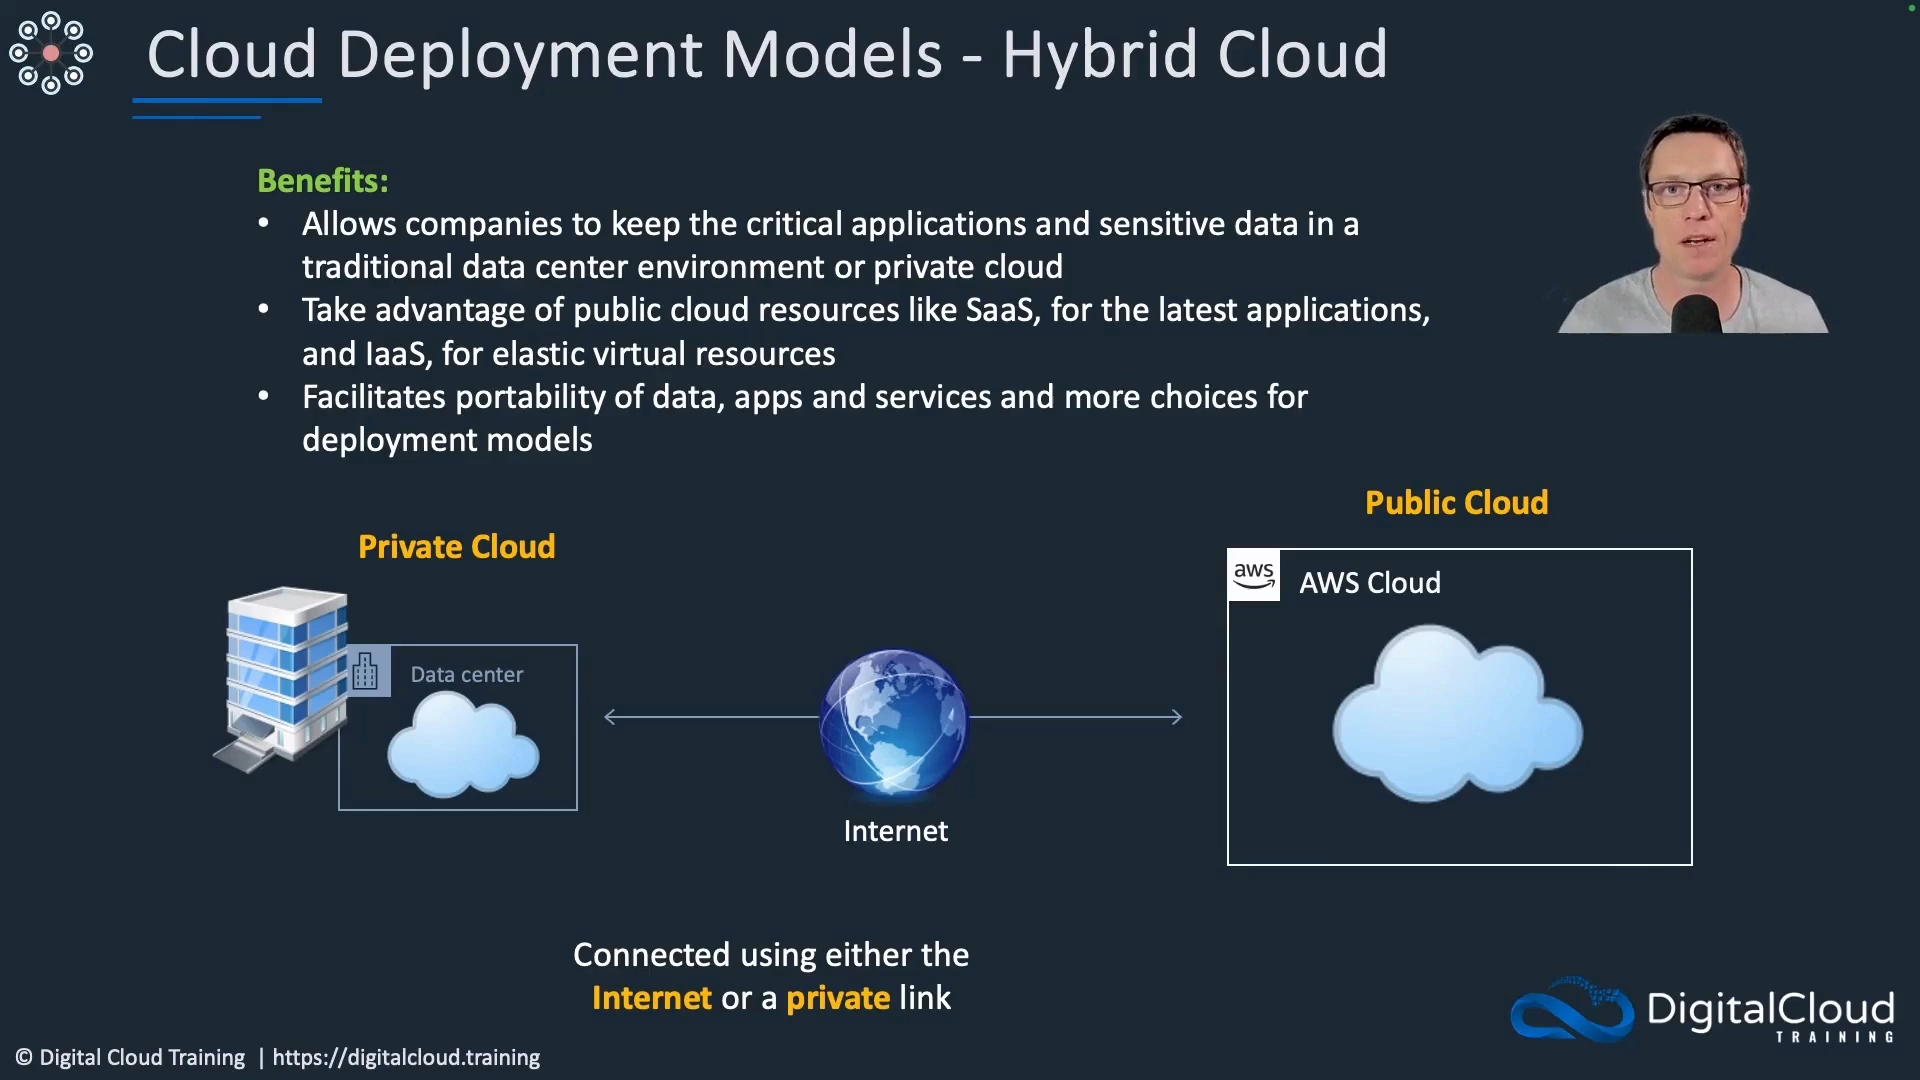 Cloud Deployment Models - Hybrid Cloud
Benefits:
• Allows companies to keep the critical applications and sensitive data in a
traditional data center environment or private cloud
• Take advantage of public cloud resources like SaaS, for the latest applications,
and IaaS, for elastic virtual resources
• Facilitates portability of data, apps and services and more choices for
deployment models
Private Cloud
Data center
Internet
Public Cloud
aws
AWS Cloud
Connected using either the
Internet or a private link
DigitalCloud
TRAINING
© Digital Cloud Training | https://digitalcloud.training